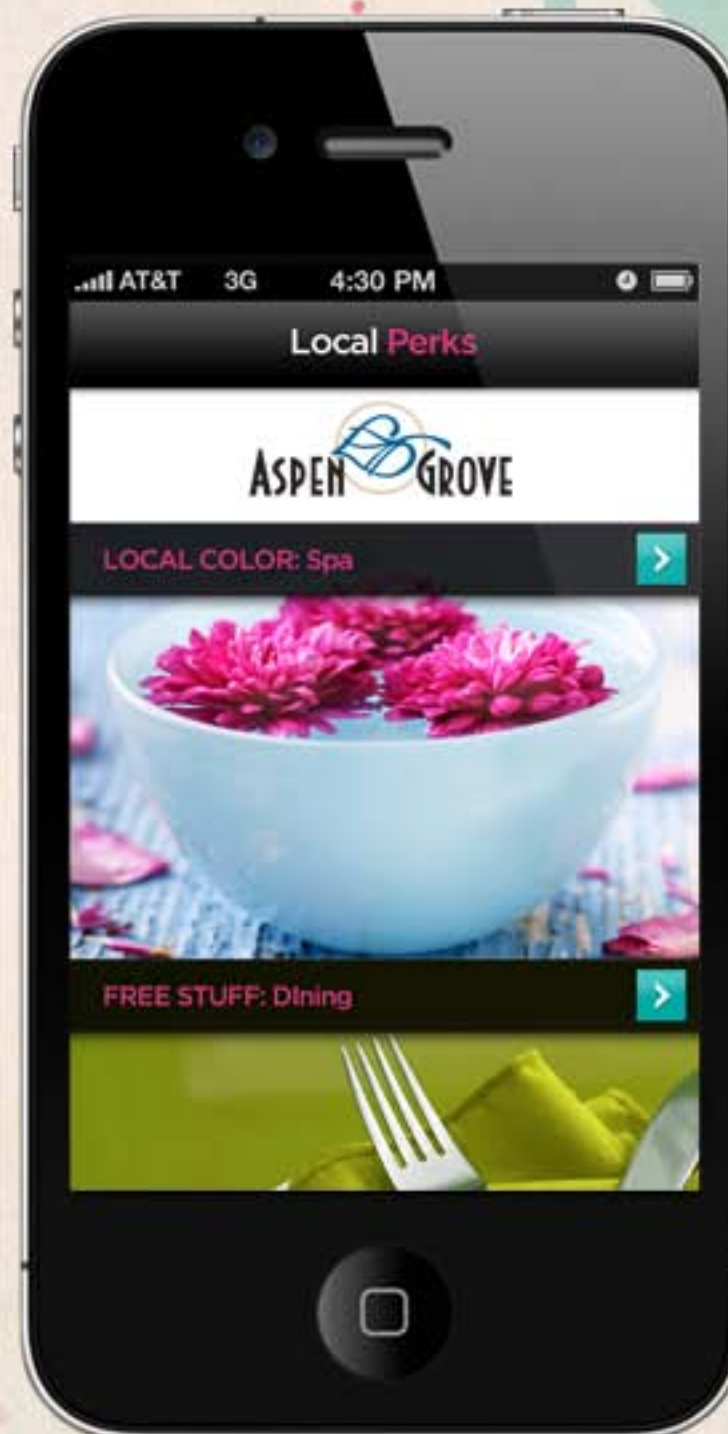 AT&T 3G 4:30 PM
Local Perks
ASPEN GROVE
LOCAL COLOR: Spa
FREE STUFF: DIning